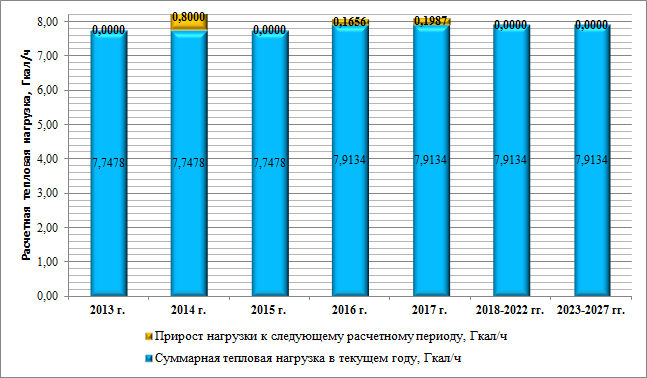 Расчетная тепловая нагрузка, Гкал/ч
8,00
7,00
6,00
5,00
4,00
3,00
2,00
1,00
0,00
0,0000 0,8000 0,0000 0,1656 0,1987 0,0000 0,0000
7,7478 7,7478 7,7478 7,9134 7,9134 7,9134 7,9134
2013 г. 2014 г. 2015 г. 2016 г. 2017 г. 2018-2022 гг. 2023-2027 гг.
Прирост нагрузки к следующему расчетному периоду, Гкал/ч
Суммарная тепловая нагрузка в текущем году, Гкал/ч